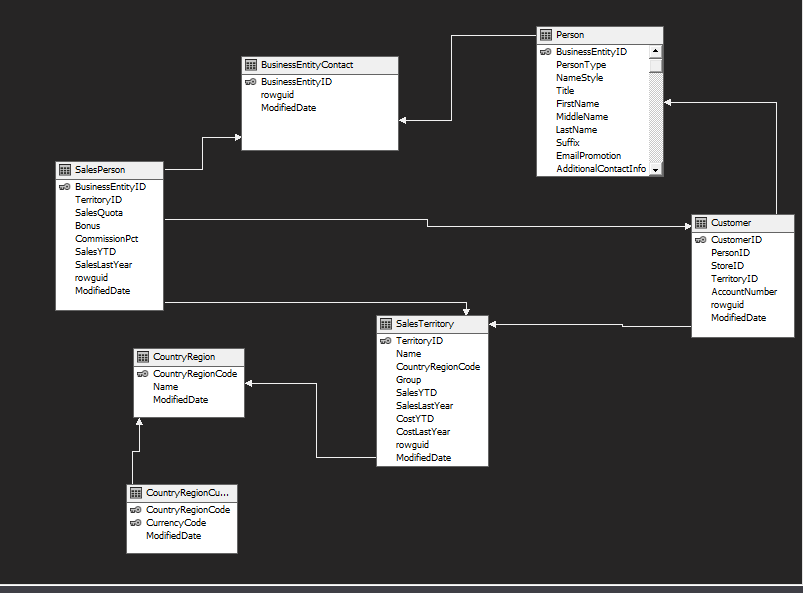 Person
BusinessEntityID
PersonType
NameStyle
Title
FirstName
MiddleName
LastName
Suffix
EmailPromotion
AdditionalContactInfo
BusinessEntityContact
BusinessEntityID
rowguid
ModifiedDate
SalesPerson
BusinessEntityID
TerritoryID
SalesQuota
Bonus
CommissionPct
SalesYTD
SalesLastYear
rowguid
ModifiedDate
Customer
CustomerID
PersonID
StoreID
TerritoryID
AccountNumber
rowguid
ModifiedDate
SalesTerritory
TerritoryID
Name
CountryRegionCode
Group
SalesYTD
SalesLastYear
CostYTD
CostLastYear
rowguid
ModifiedDate
CountryRegion
CountryRegionCode
Name
ModifiedDate
CountryRegionCu...
CountryRegionCode
CurrencyCode
ModifiedDate